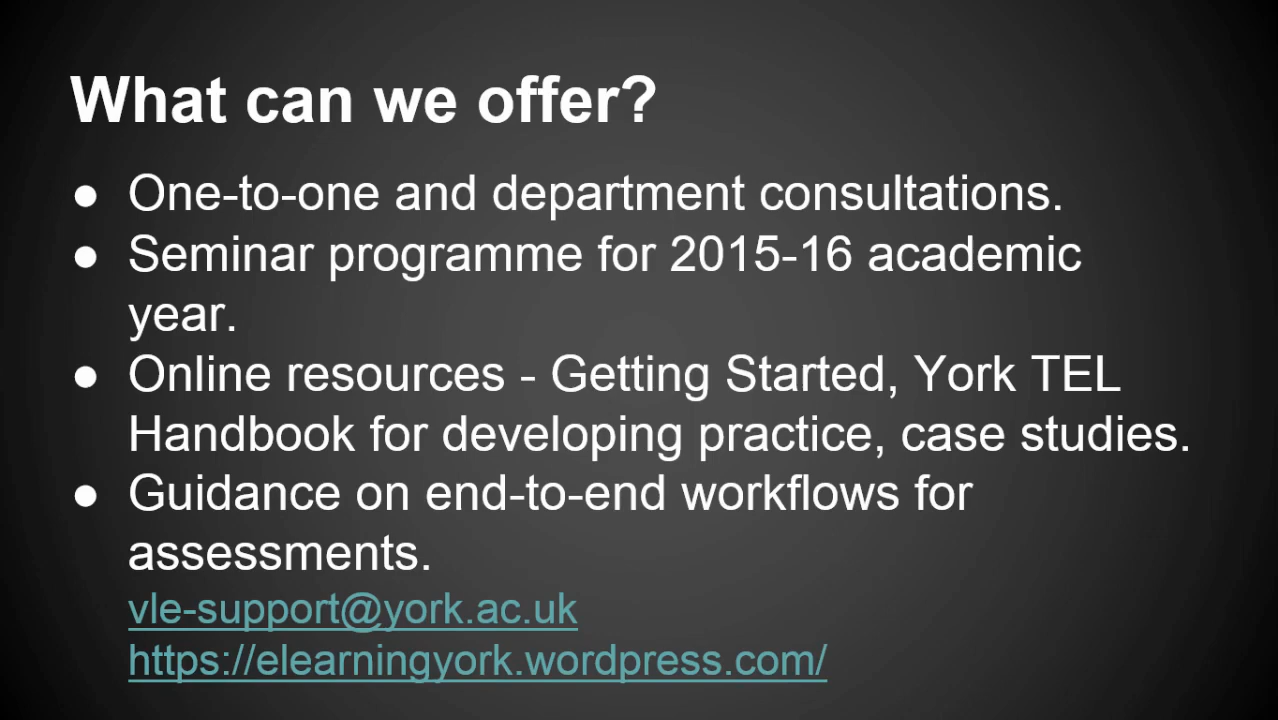 What can we offer?
● One-to-one and department consultations.
● Seminar programme for 2015-16 academic
year.
● Online resources - Getting Started, York TEL
Handbook for developing practice, case studies.
● Guidance on end-to-end workflows for
assessments.
vle-support@york.ac.uk
https://elearningyork.wordpress.com/